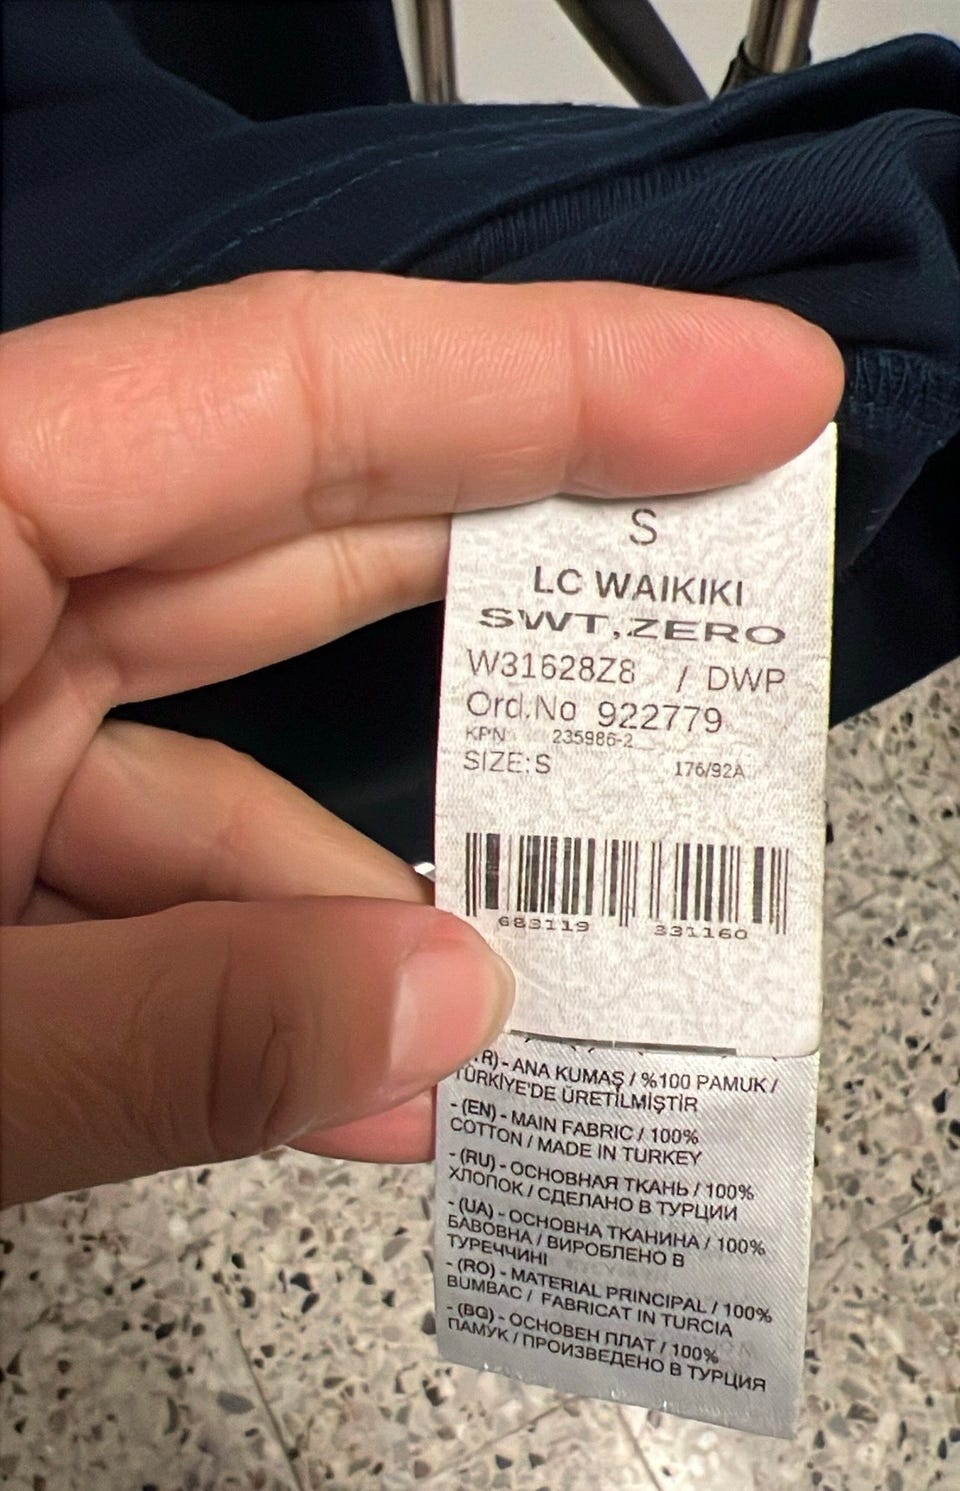 S
LC WAIKIKI
SWT.ZERO
W31628Z8 / DWP
Ord.No 922779
KPN 235986-2
SIZE:S 176/92A
683119 331160
R) - ANA KUMAŞ / %100 PAMUK /
TÜRKİYE'DE ÜRETİLMİŞTİR
- (EN) - MAIN FABRIC / 100%
COTTON / MADE IN TURKEY
- (RU) - ОСНОВНАЯ ТКАНЬ / 100%
ХЛОПОК / СДЕЛАНО В ТУРЦИИ
- (UA) - ОСНОВНА ТКАНИНА / 100%
БАВОВНА / ВИРОБЛЕНО В
ТУРЕЧЧИНІ
- (RO) - MATERIAL PRINCIPAL / 100%
BUMBAC / FABRICAT IN TURCIA
- (BG) - ОСНОВЕН ПЛАТ / 100%
ПАМУК / ПРОИЗВЕДЕНО В ТУРЦИЯ